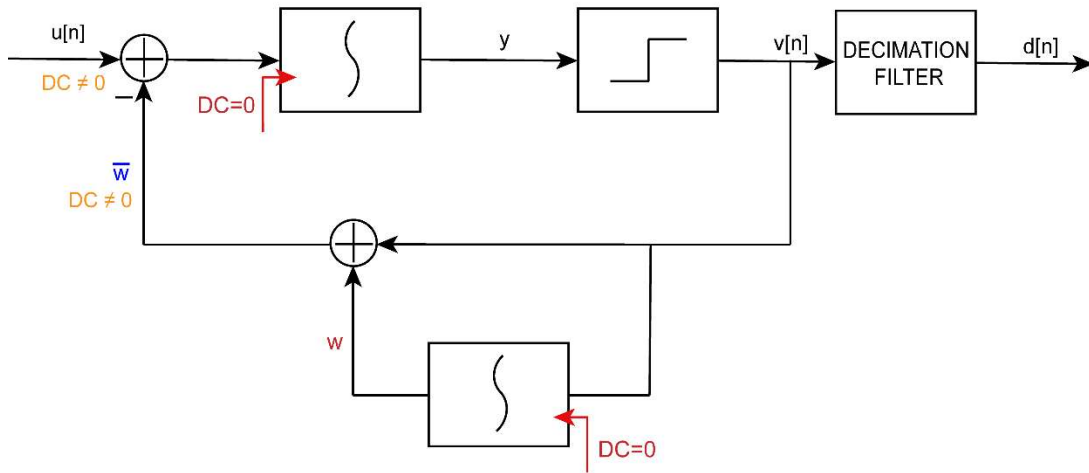 u[n]
DC ≠ 0
DC=0
y
v[n]
DECIMATION
FILTER
d[n]
w̅
DC ≠ 0
w
DC=0